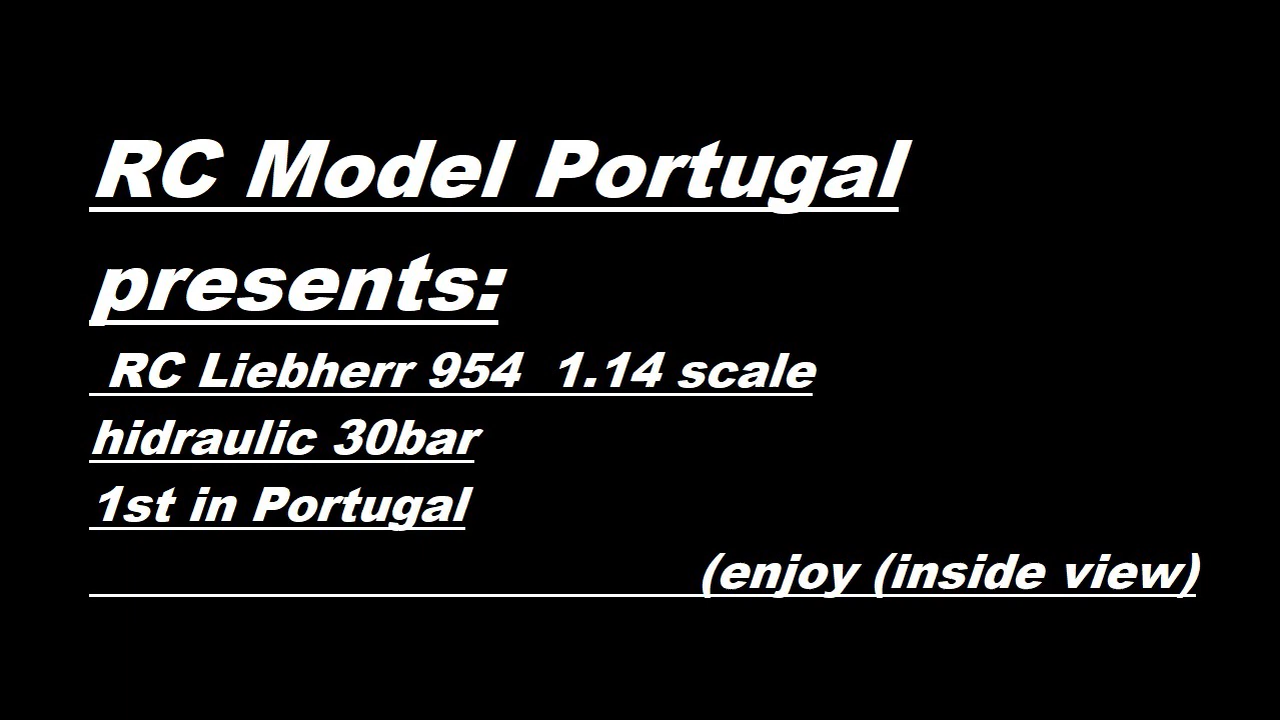 RC Model Portugal
presents:
RC Liebherr 954 1.14 scale
hidraulic 30bar
1st in Portugal
(enjoy (inside view)